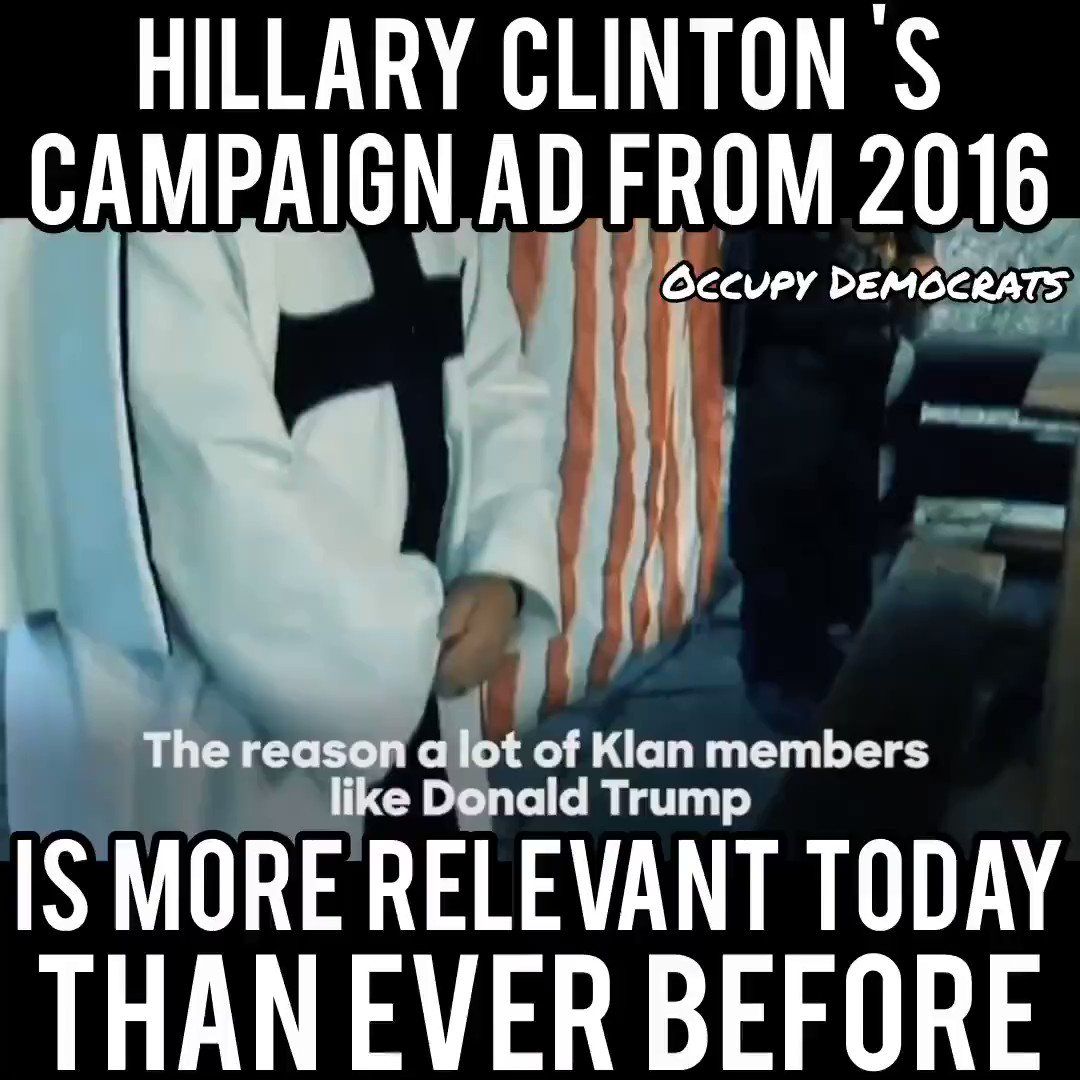 HILLARY CLINTON 'S
CAMPAIGN AD FROM 2016
OCCUPY DEMOCRATS
The reason a lot of Klan members
like Donald Trump
IS MORE RELEVANT TODAY
THAN EVER BEFORE